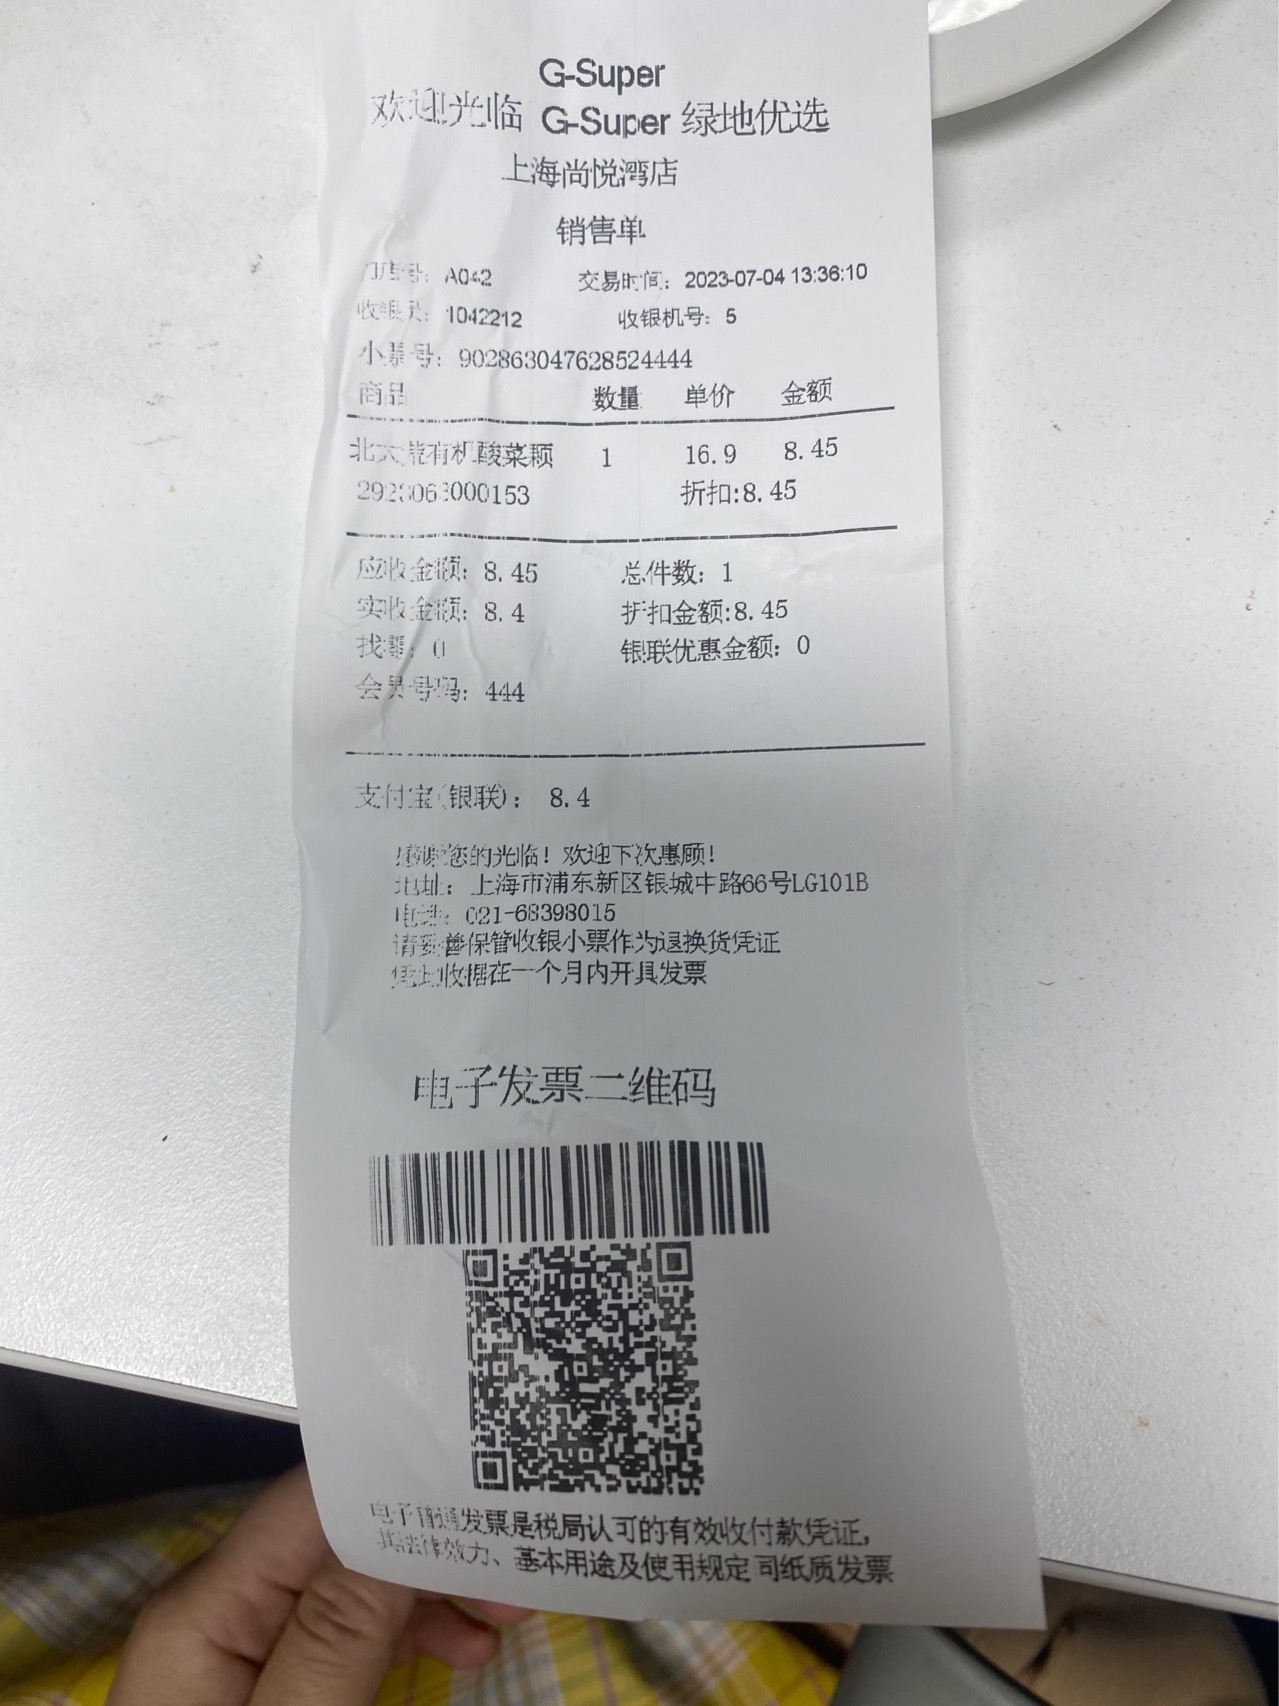 G-Super
欢迎光临 G-Super 绿地优选
上海尚悦湾店
销售单
门店号：A042 交易时间：2023-07-04 13:36:10
收银员：1042212 收银机号：5
小票号：902863047628524444
商品 数量 单价 金额
北大荒有机酸菜颗 1 16.9 8.45
折扣:8.45
应收金额：8.45 总件数：1
实收金额：8.4 折扣金额:8.45
找零：0 银联优惠金额：0
会员号码：444
支付宝(银联)：8.4
感谢您的光临！欢迎下次惠顾！
地址：上海市浦东新区银城中路66号LG101B
电话：021-68398015
请妥善保管收银小票作为退换货凭证
凭此收据在一个月内开具发票
电子发票二维码
电子普通发票是税局认可的有效收付款凭证,
其法律效力、基本用途及使用规定同纸质发票